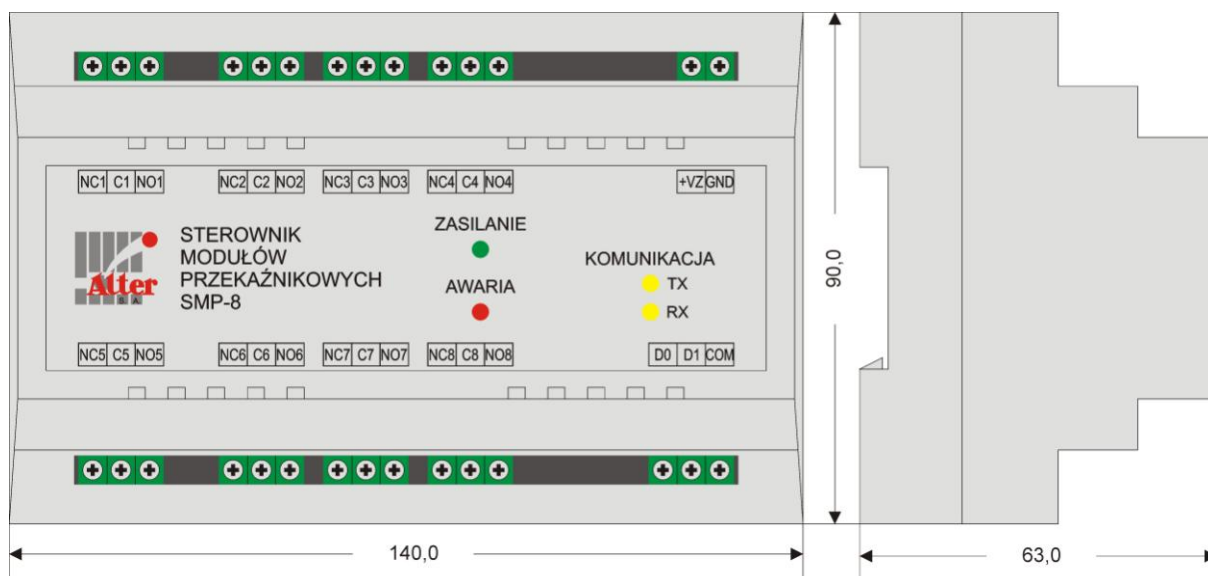 NC1 C1 NO1 NC2 C2 NO2 NC3 C3 NO3 NC4 C4 NO4 +VZ GND
ZASILANIE
STEROWNIK
MODUŁÓW
PRZEKAŹNIKOWYCH
SMP-8
Alter
S.A.
AWARIA
KOMUNIKACJA
TX
RX
NC5 C5 NO5 NC6 C6 NO6 NC7 C7 NO7 NC8 C8 NO8 D0 D1 COM
90,0
140,0
63,0